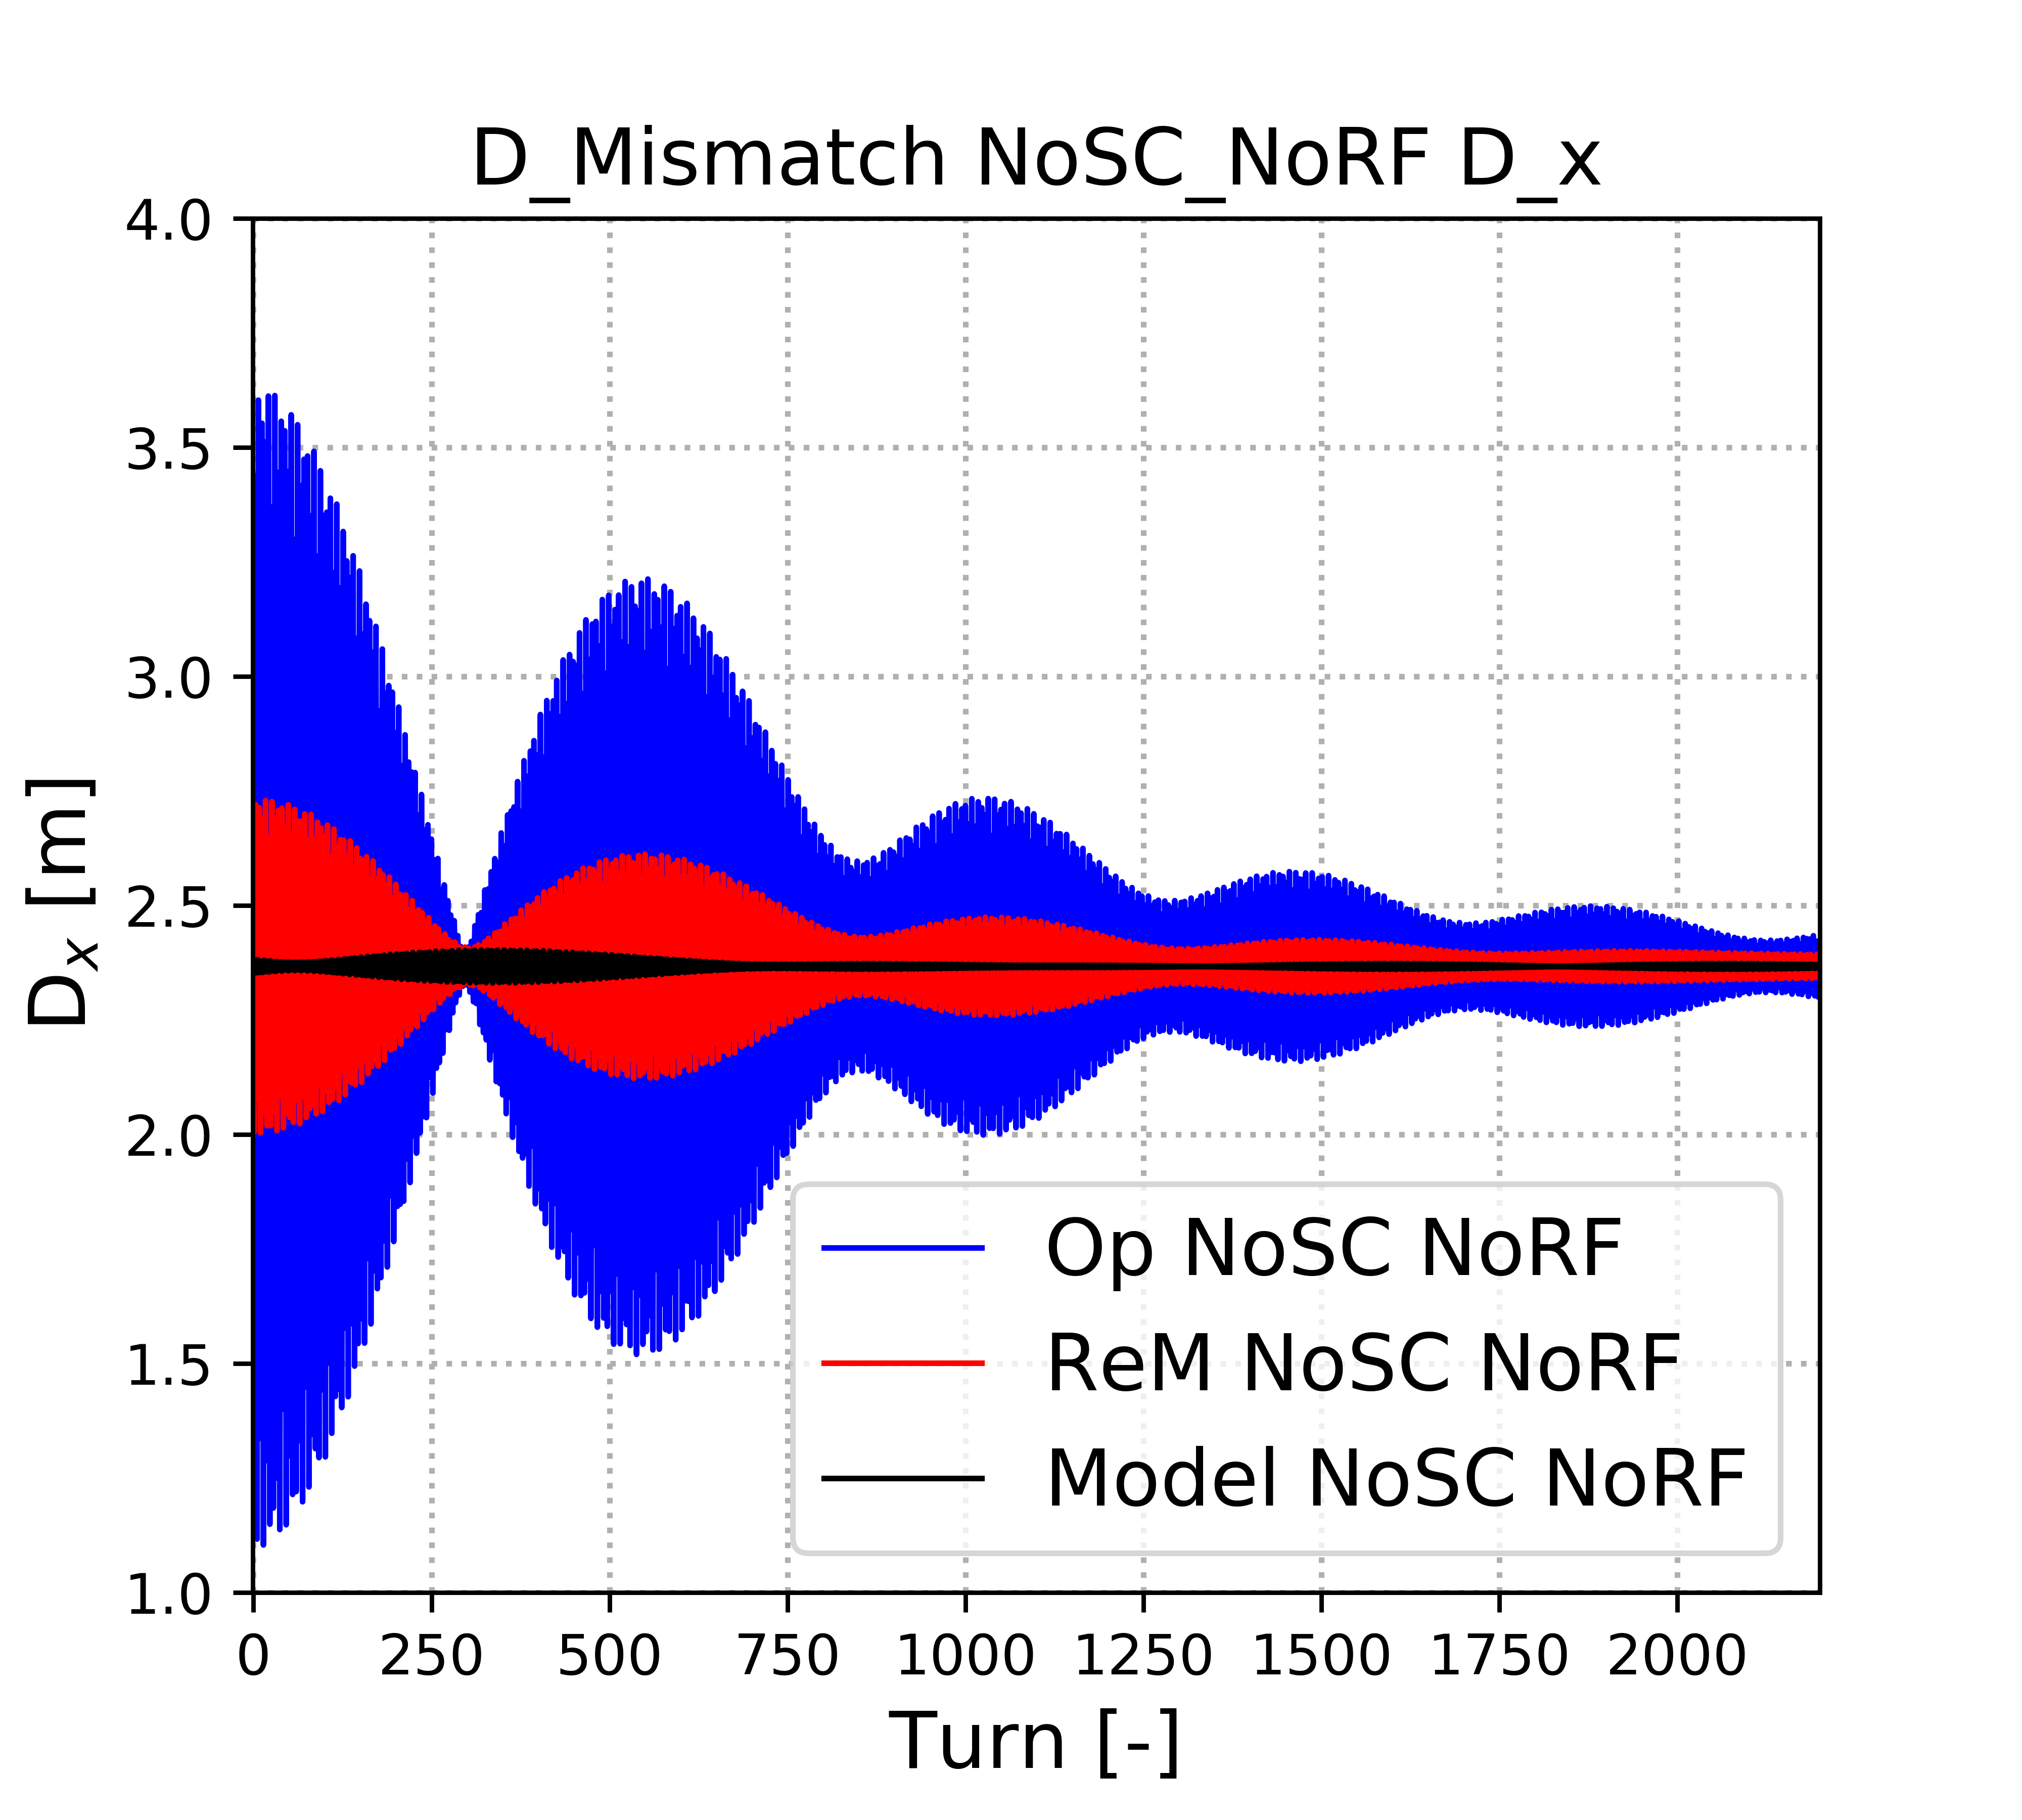 D_Mismatch NoSC_NoRF D_x
4.0
3.5
3.0
2.5
2.0
1.5
1.0
Dx [m]
Op NoSC NoRF
ReM NoSC NoRF
Model NoSC NoRF
0 250 500 750 1000 1250 1500 1750 2000
Turn [-]